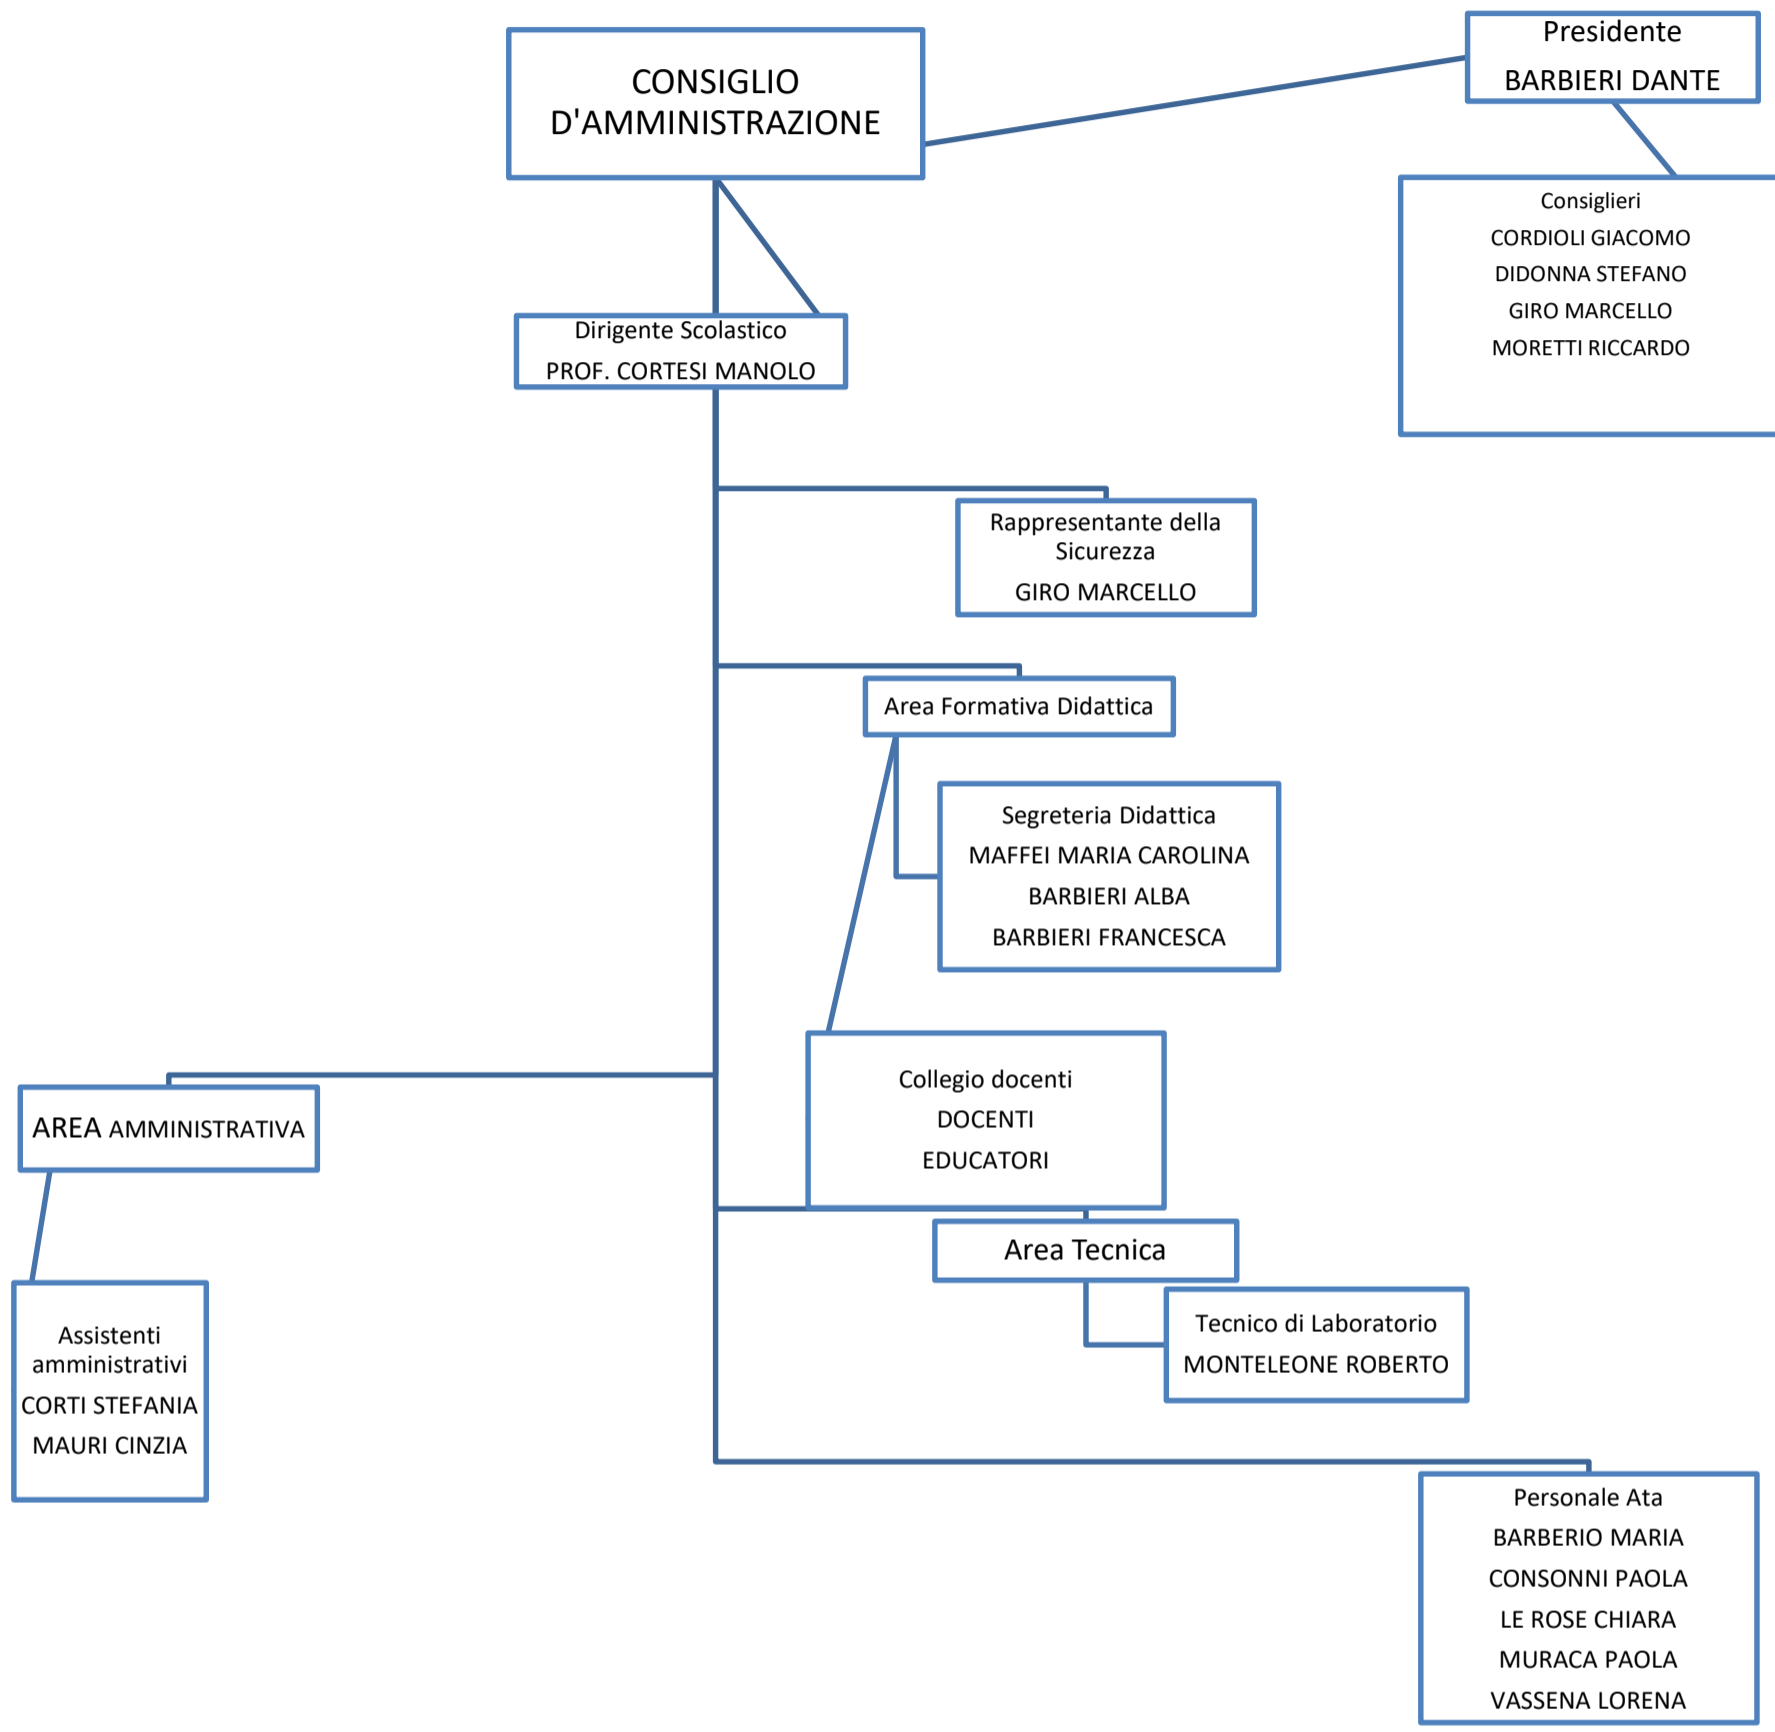 CONSIGLIO
D'AMMINISTRAZIONE
Presidente
BARBIERI DANTE
Consiglieri
CORDIOLI GIACOMO
DIDONNA STEFANO
GIRO MARCELLO
MORETTI RICCARDO
Dirigente Scolastico
PROF. CORTESI MANOLO
Rappresentante della
Sicurezza
GIRO MARCELLO
Area Formativa Didattica
Segreteria Didattica
MAFFEI MARIA CAROLINA
BARBIERI ALBA
BARBIERI FRANCESCA
Collegio docenti
DOCENTI
EDUCATORI
AREA AMMINISTRATIVA
Assistenti
amministrativi
CORTI STEFANIA
MAURI CINZIA
Area Tecnica
Tecnico di Laboratorio
MONTELEONE ROBERTO
Personale Ata
BARBERIO MARIA
CONSONNI PAOLA
LE ROSE CHIARA
MURACA PAOLA
VASSENA LORENA